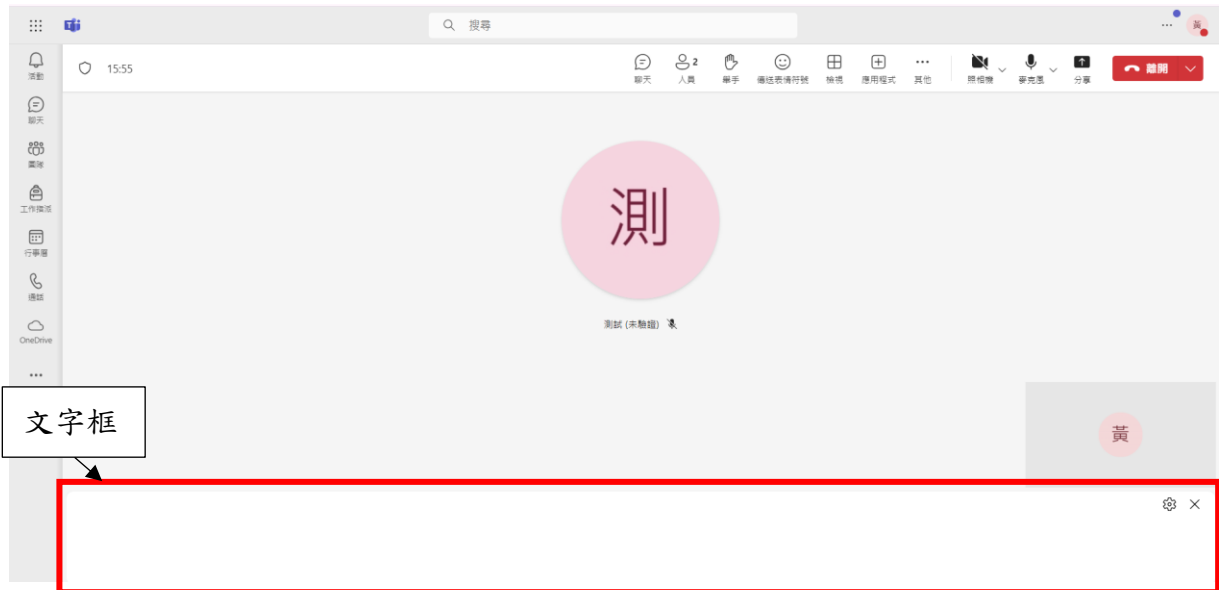 搜尋
... 黃
活動
15:55
聊天
人員 2
舉手
傳送表情符號
檢視
應用程式
其他
照相機
麥克風
分享
離開
聊天
團隊
工作指派
行事曆
通話
OneDrive
測
測試 (未驗證)
文字框
黃